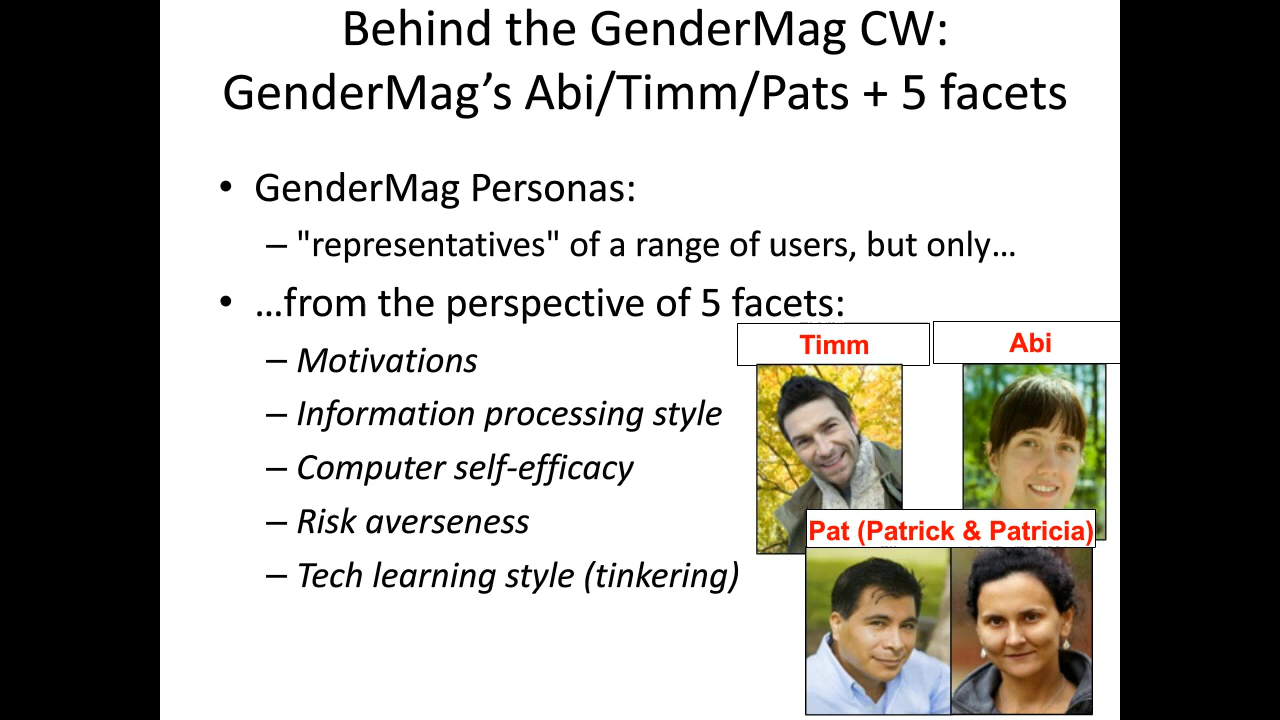 Behind the GenderMag CW:
GenderMag’s Abi/Timm/Pats + 5 facets
• GenderMag Personas:
– "representatives" of a range of users, but only…
• …from the perspective of 5 facets:
– Motivations
– Information processing style
– Computer self-efficacy
– Risk averseness
– Tech learning style (tinkering)
Timm
Abi
Pat (Patrick & Patricia)